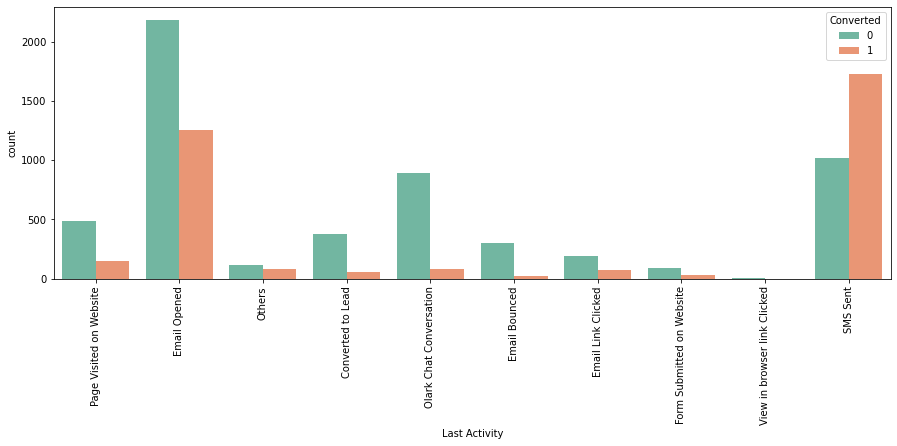 Converted
0
1
2000
1500
1000
500
0
count
Page Visited on Website
Email Opened
Others
Converted to Lead
Olark Chat Conversation
Email Bounced
Email Link Clicked
Form Submitted on Website
View in browser link Clicked
SMS Sent
Last Activity